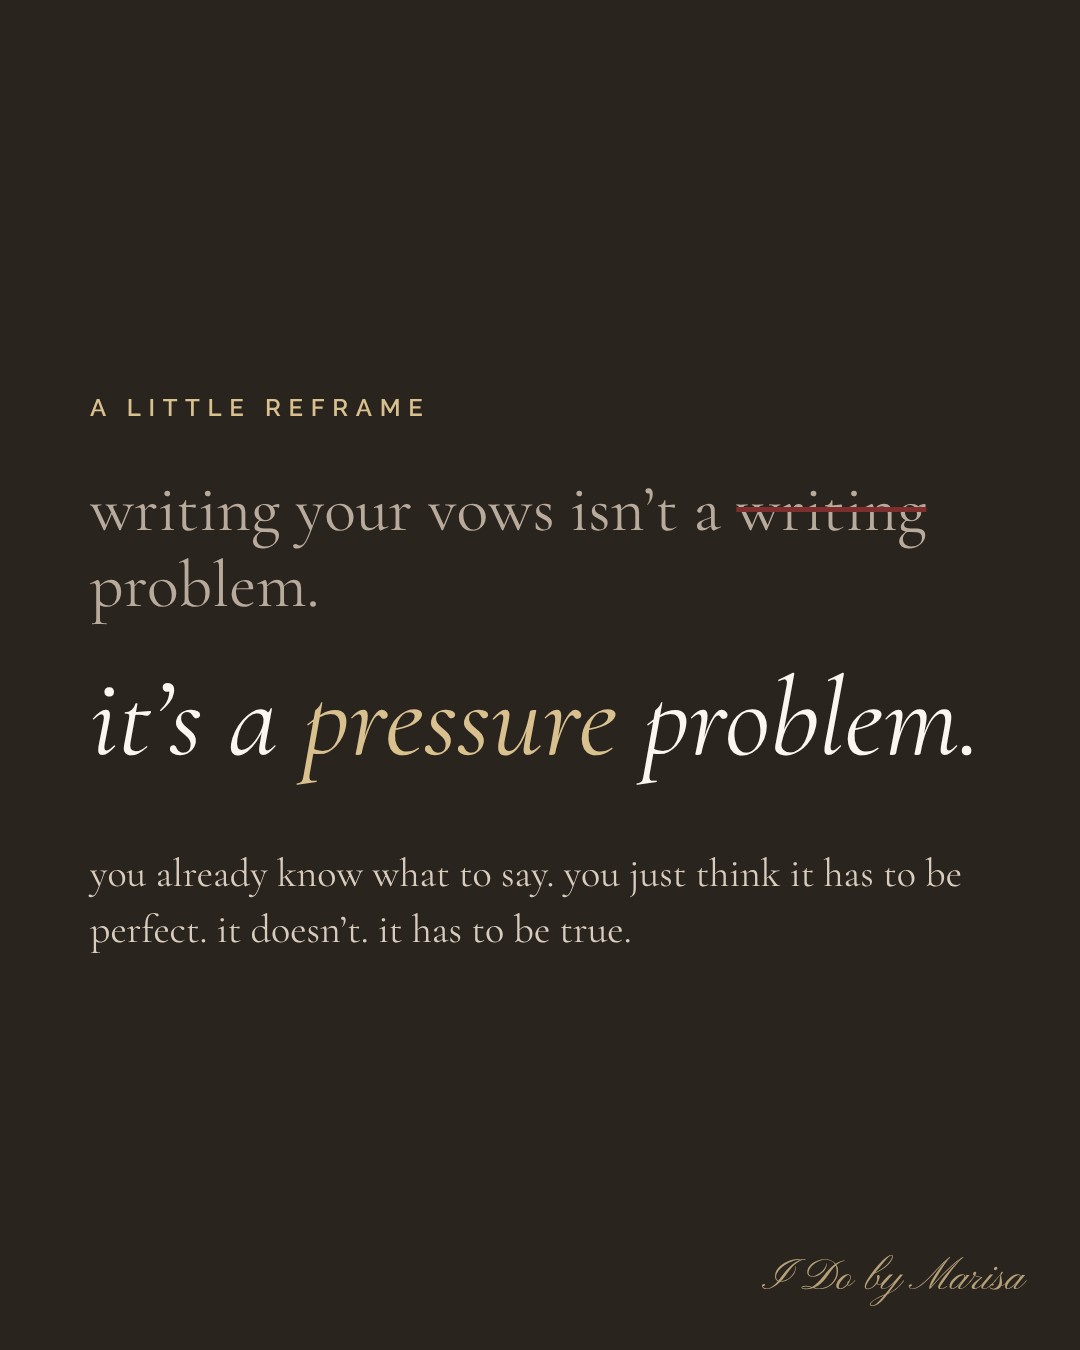 A LITTLE REFRAME
writing your vows isn’t a writing
problem.
it’s a pressure problem.
you already know what to say. you just think it has to be
perfect. it doesn’t. it has to be true.
I Do by Marisa